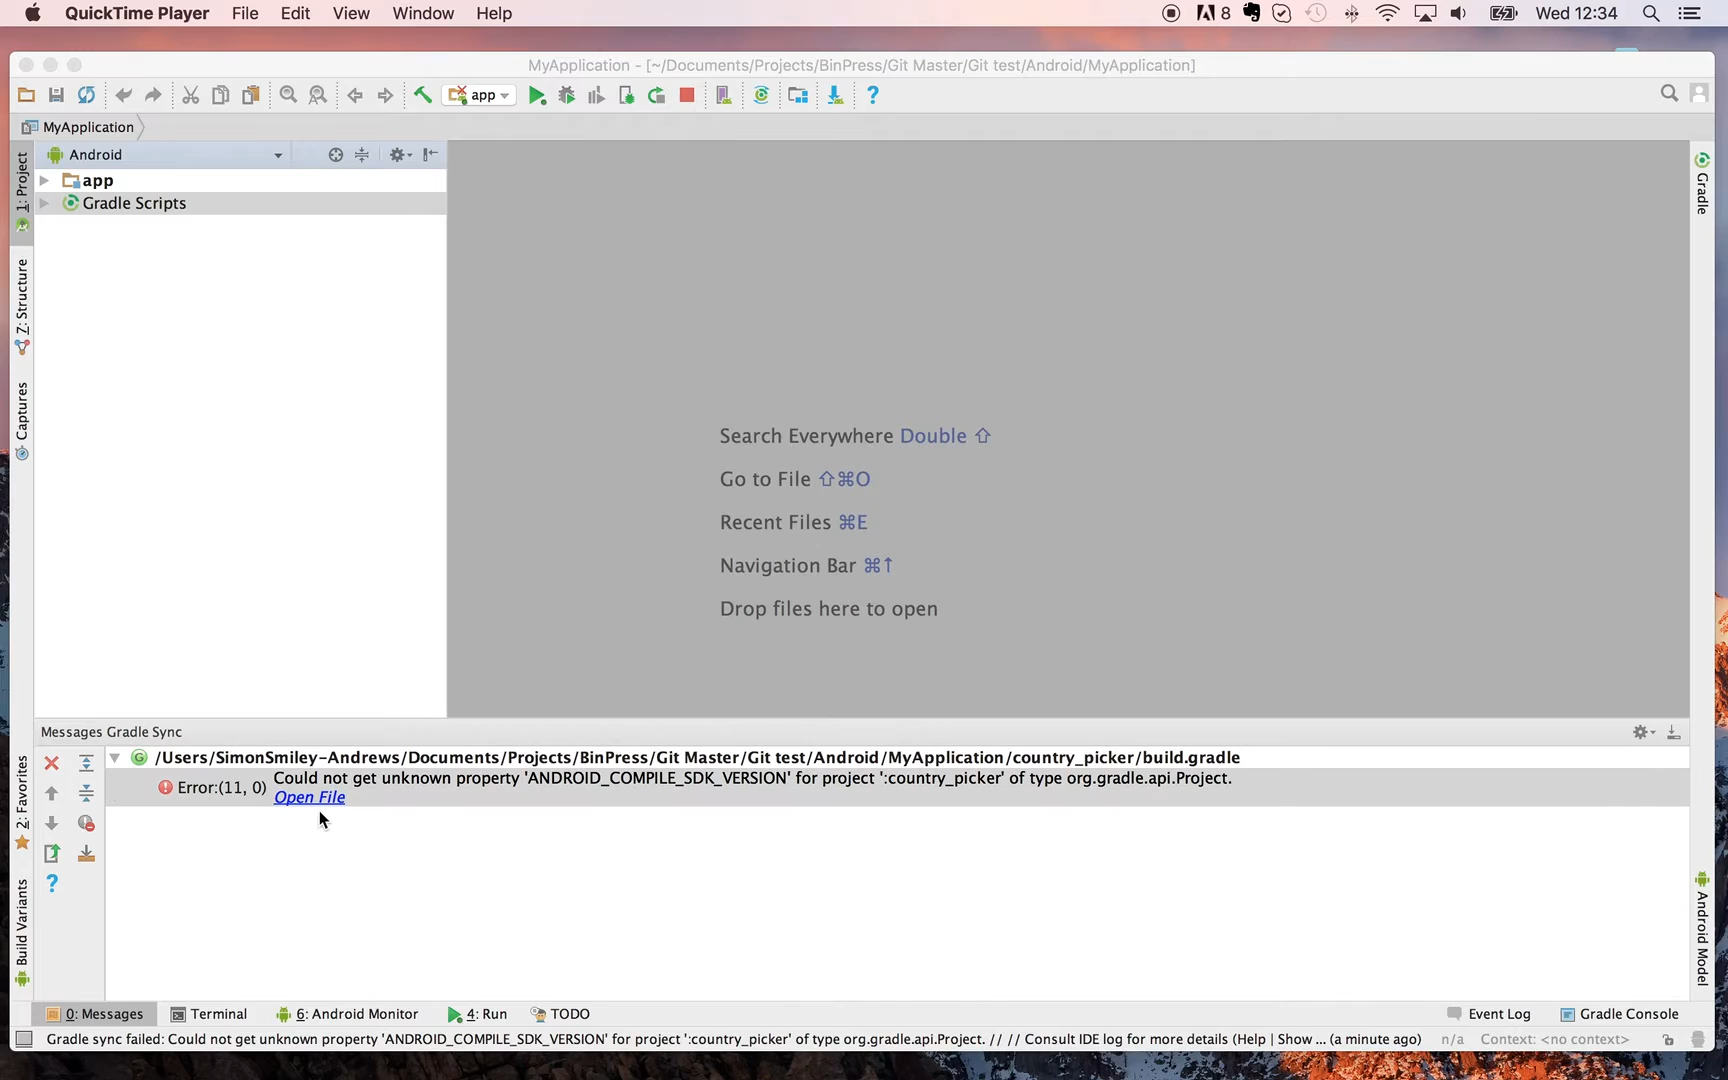 QuickTime Player File Edit View Window Help 8 Wed 12:34
MyApplication - [~/Documents/Projects/BinPress/Git Master/Git test/Android/MyApplication]
app
MyApplication
Android
app
Gradle Scripts
1: Project
Z: Structure
Captures
2: Favorites
Build Variants
Gradle
Android Model
Search Everywhere Double ⇧
Go to File ⇧⌘O
Recent Files ⌘E
Navigation Bar ⌘↑
Drop files here to open
Messages Gradle Sync
/Users/SimonSmiley-Andrews/Documents/Projects/BinPress/Git Master/Git test/Android/MyApplication/country_picker/build.gradle
Error:(11, 0) Could not get unknown property 'ANDROID_COMPILE_SDK_VERSION' for project ':country_picker' of type org.gradle.api.Project.
Open File
0: Messages Terminal 6: Android Monitor 4: Run TODO Event Log Gradle Console
Gradle sync failed: Could not get unknown property 'ANDROID_COMPILE_SDK_VERSION' for project ':country_picker' of type org.gradle.api.Project. // // Consult IDE log for more details (Help | Show ... (a minute ago) n/a Context: <no context>